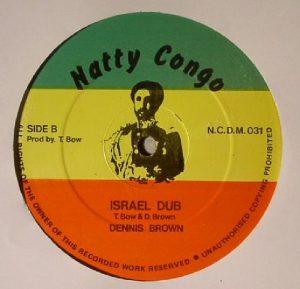 Natty Congo
SIDE B
Prod by. T. Bow
N.C.D.M. 031
ISRAEL DUB
T. Bow & D. Brown
DENNIS BROWN
ALL RIGHTS OF THE OWNER OF THIS RECORDED WORK RESERVED ● UNAUTHORISED COPYING PROHIBITED